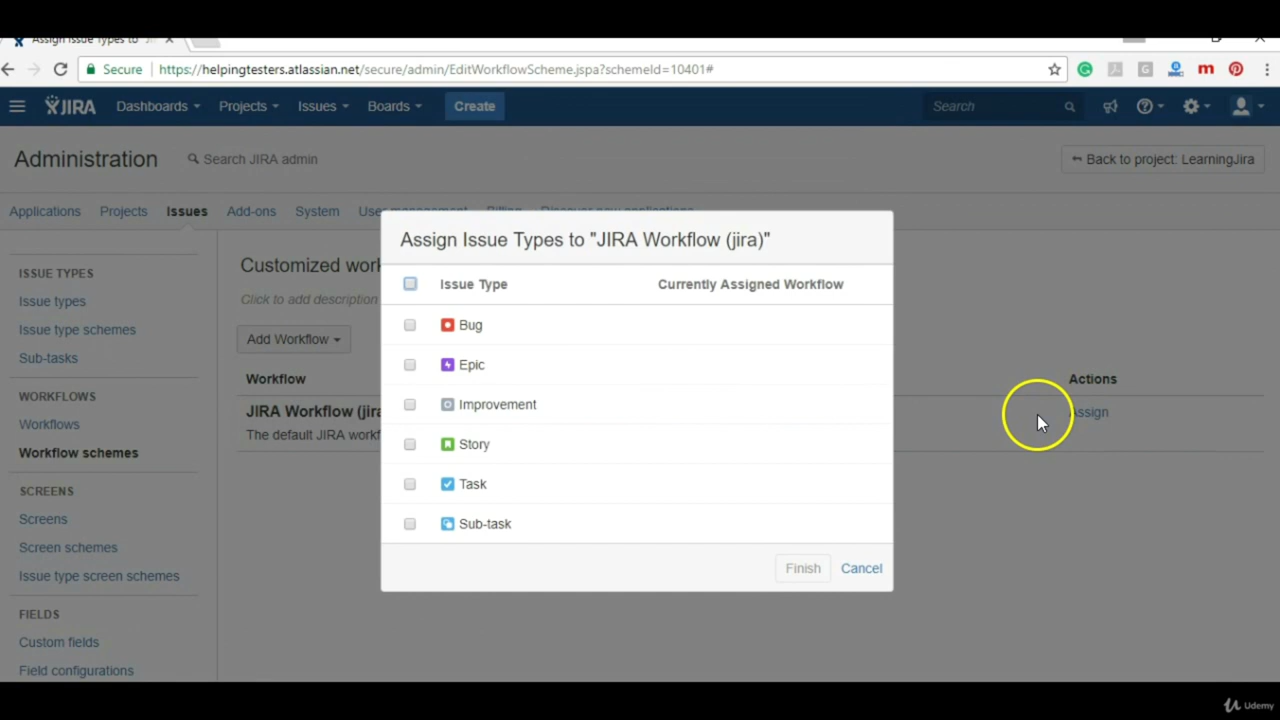 Assign Issue Types to
Secure https://helpingtesters.atlassian.net/secure/admin/EditWorkflowScheme.jspa?schemeId=10401#
JIRA Dashboards Projects Issues Boards Create Search
Administration Search JIRA admin Back to project: LearningJira
Applications Projects Issues Add-ons System User management Billing Discover new applications
Assign Issue Types to "JIRA Workflow (jira)"
Issue Type Currently Assigned Workflow
Bug
Epic
Improvement
Story
Task
Sub-task
Finish Cancel
ISSUE TYPES
Issue types
Issue type schemes
Sub-tasks
WORKFLOWS
Workflows
Workflow schemes
SCREENS
Screens
Screen schemes
Issue type screen schemes
FIELDS
Custom fields
Field configurations
Customized
Click to add description
Add Workflow
Workflow Actions
JIRA Workflow (jira Assign
The default JIRA
Udemy